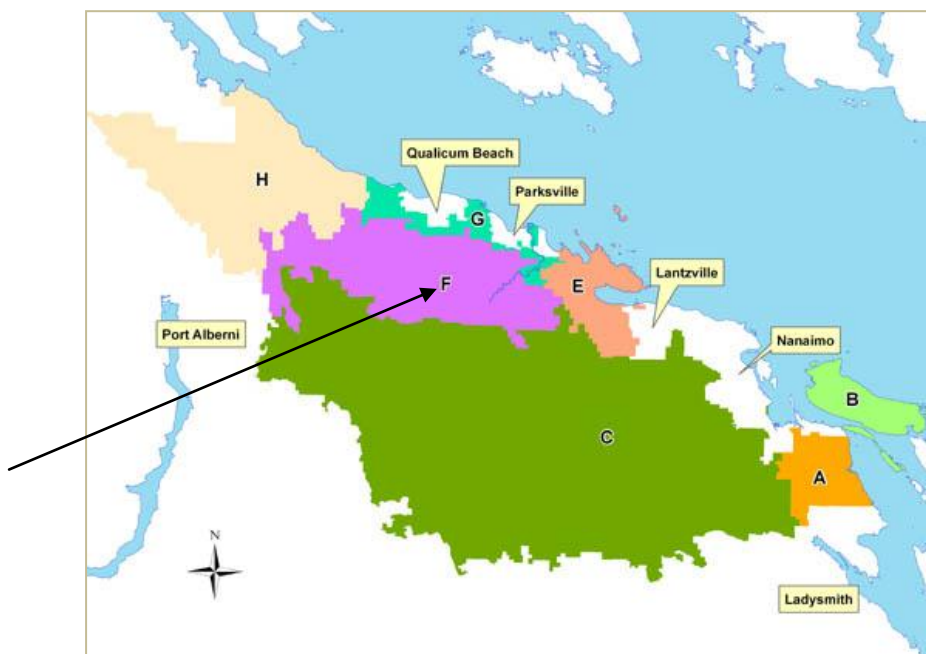 Qualicum Beach
H
Parksville
G
Lantzville
F
E
Port Alberni
Nanaimo
B
C
A
N
Ladysmith